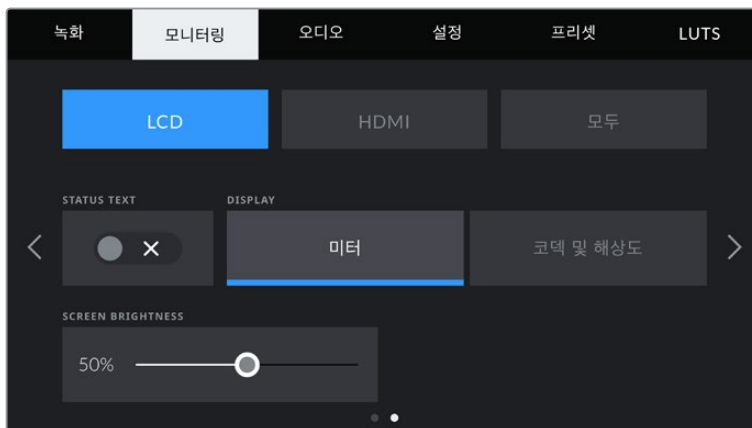 녹화 모니터링 오디오 설정 프리셋 LUTS
LCD HDMI 모두
STATUS TEXT DISPLAY
미터 코덱 및 해상도
SCREEN BRIGHTNESS
50%